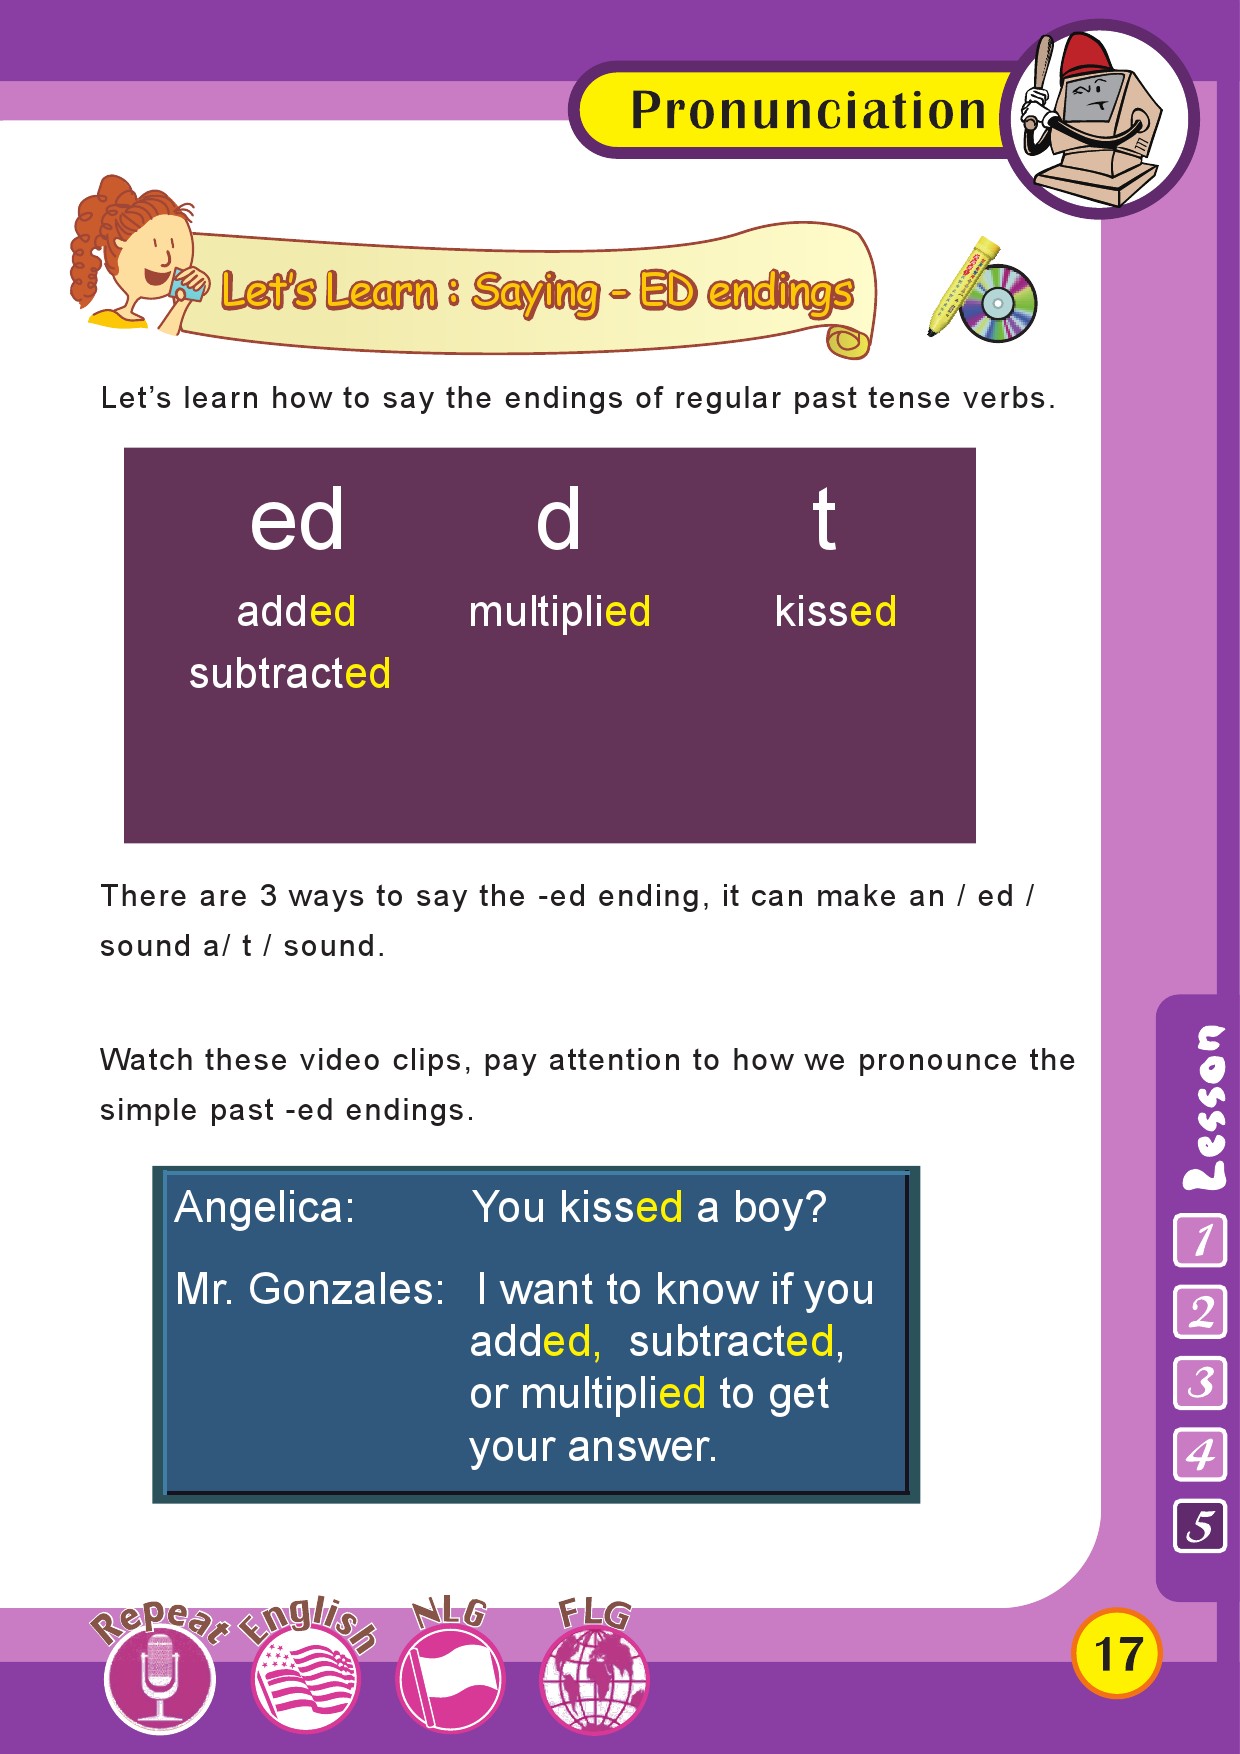 Pronunciation
Let's Learn : Saying - ED endings
Let's learn how to say the endings of regular past tense verbs.
ed d t
added multiplied kissed
subtracted
There are 3 ways to say the -ed ending, it can make an / ed /
sound a/ t / sound.
Watch these video clips, pay attention to how we pronounce the
simple past -ed endings.
Angelica: You kissed a boy?
Mr. Gonzales: I want to know if you
added, subtracted,
or multiplied to get
your answer.
Lesson
1
2
3
4
5
Repeat English NLG FLG
17